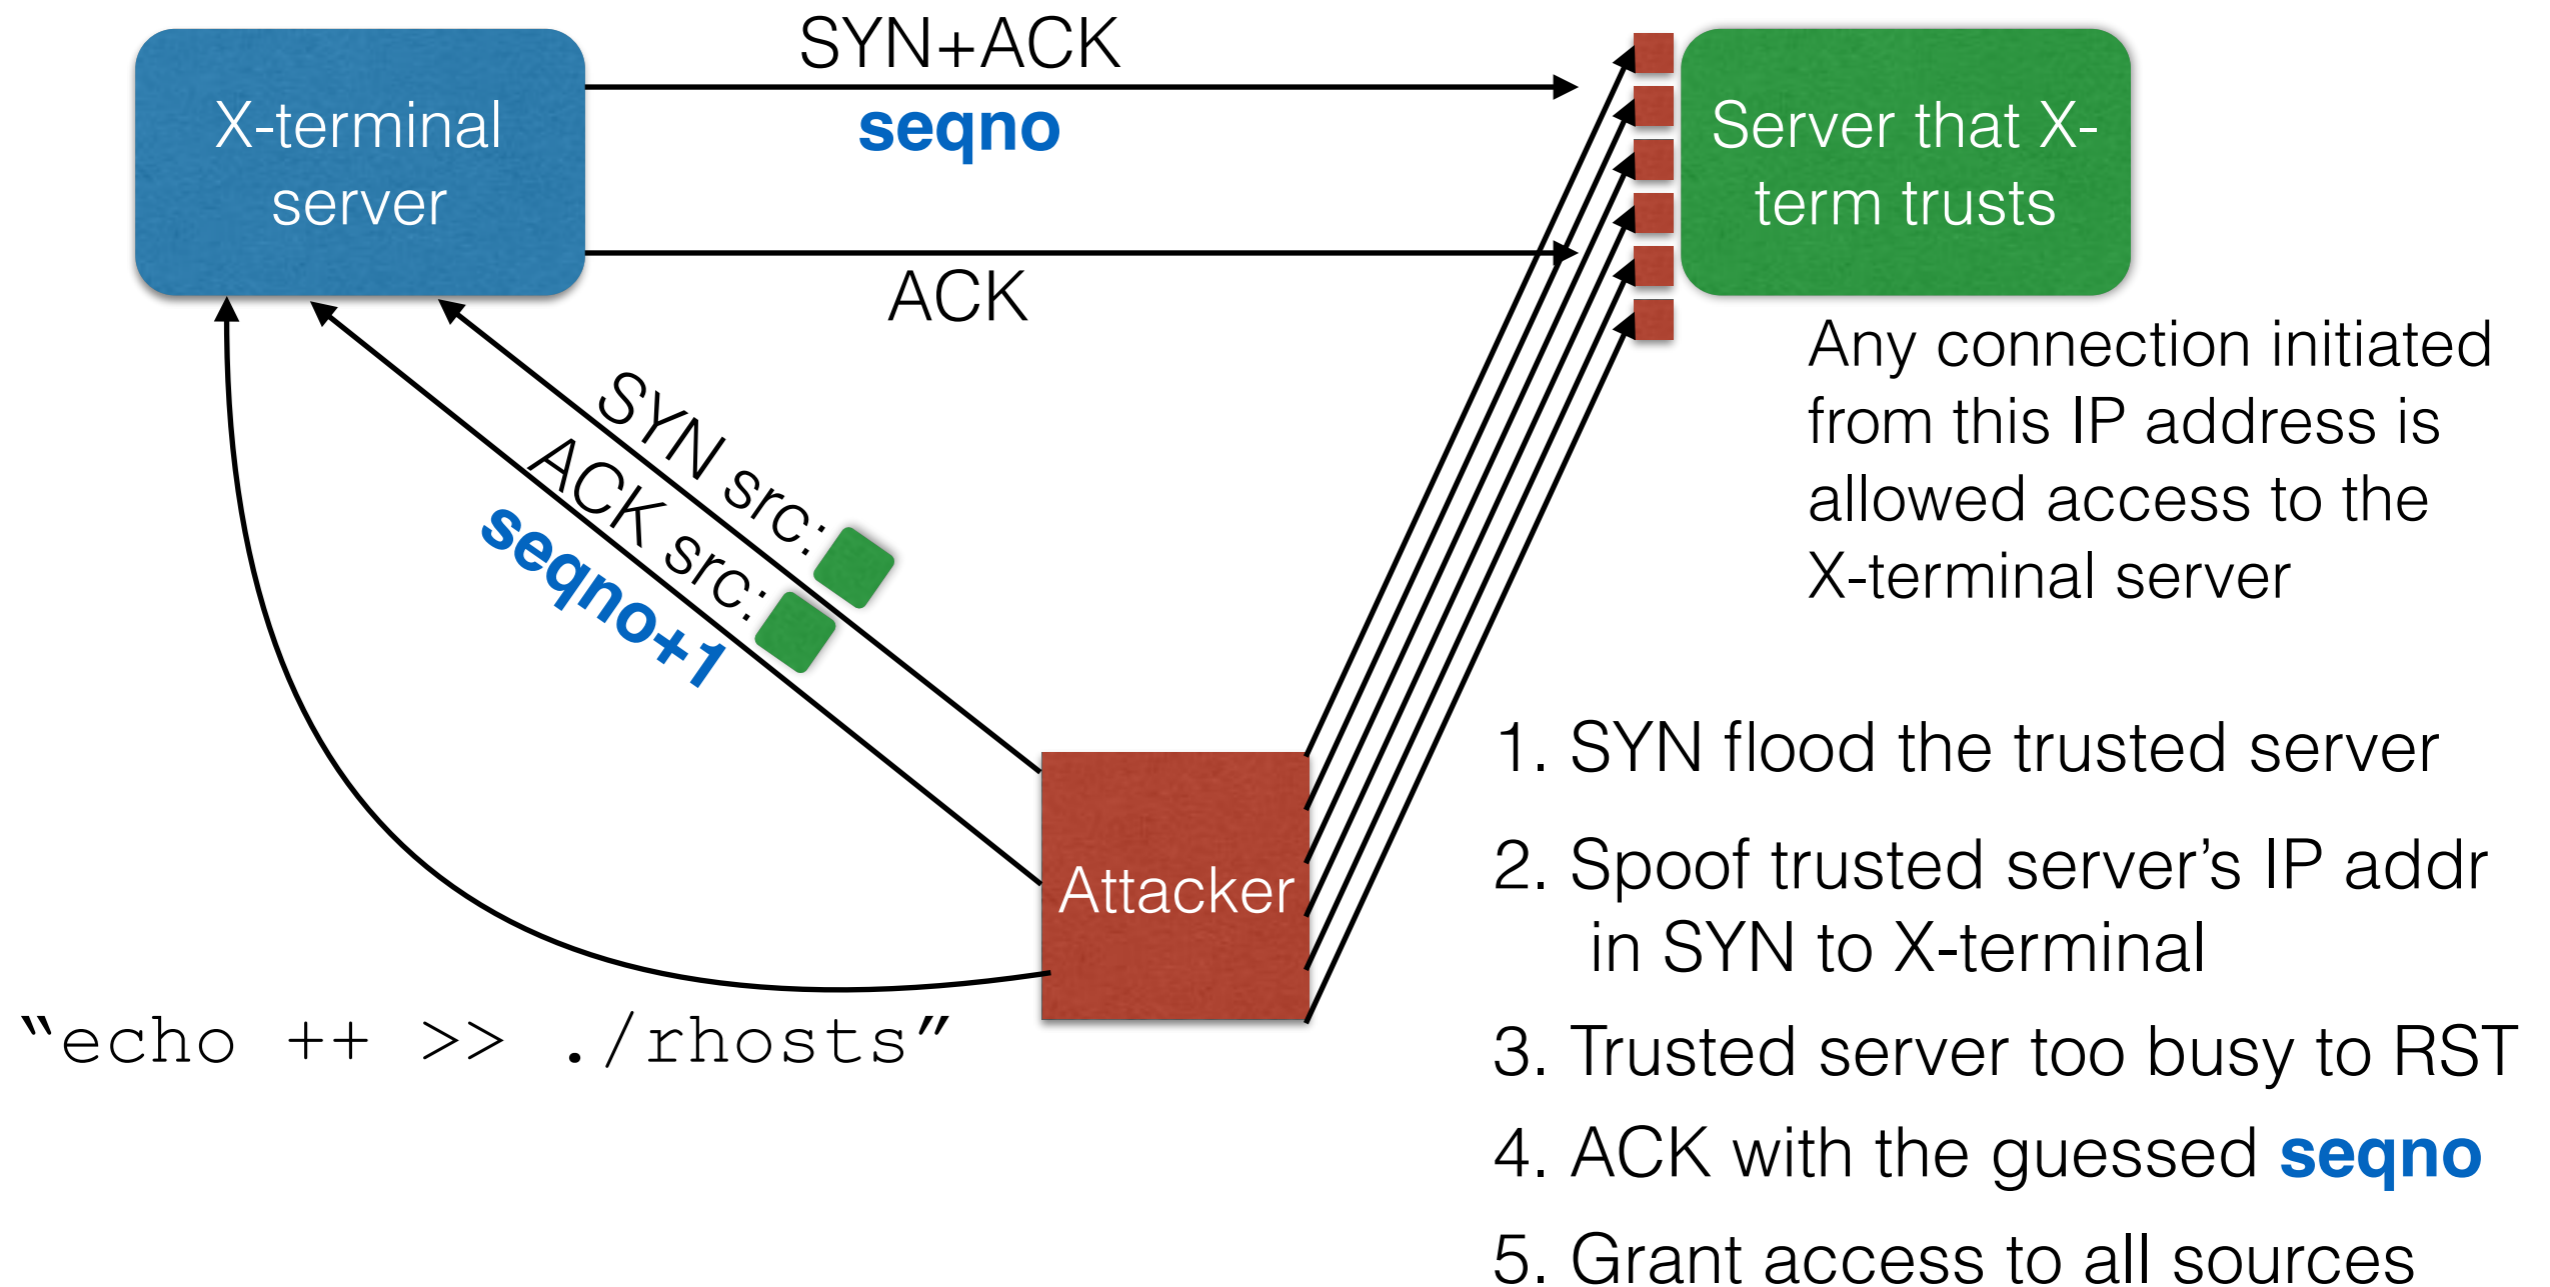 SYN+ACK
seqno
X-terminal
server
Server that X-
term trusts
ACK
Any connection initiated
from this IP address is
allowed access to the
X-terminal server
SYN src:
ACK src:
seqno+1
Attacker
“echo ++ >> ./rhosts”
1. SYN flood the trusted server
2. Spoof trusted server’s IP addr
in SYN to X-terminal
3. Trusted server too busy to RST
4. ACK with the guessed seqno
5. Grant access to all sources